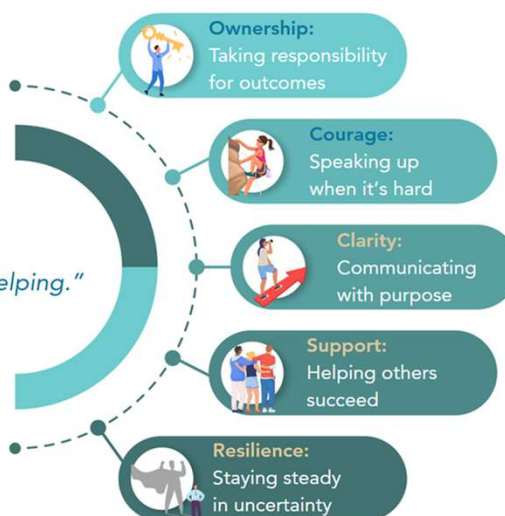 Ownership:
Taking responsibility
for outcomes
Courage:
Speaking up
when it's hard
elping."
Clarity:
Communicating
with purpose
Support:
Helping others
succeed
Resilience:
Staying steady
in uncertainty